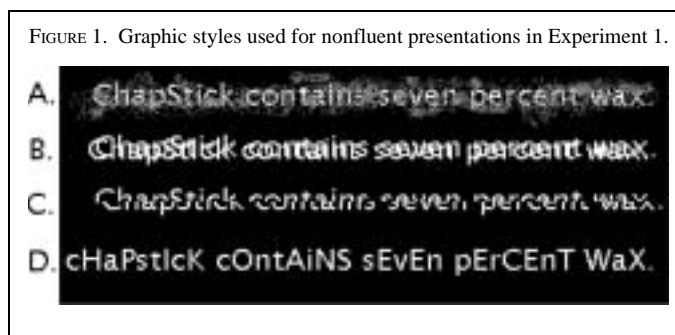 FIGURE 1. Graphic styles used for nonfluent presentations in Experiment 1.
A. ChapStick contains seven percent wax.
B. ChapStick contains seven percent wax.
C. ChapStick contains seven percent wax.
D. cHaPstIcK cOntAiNS sEvEn pErCEnT WaX.